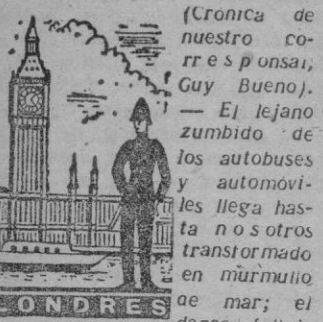 (Crónica de
nuestro co-
rresponsal,
Guy Bueno).
— El lejano
zumbido de
los autobuses
y automóvi-
les llega has-
ta nosotros
transformado
en murmullo
de mar; el
LONDRES